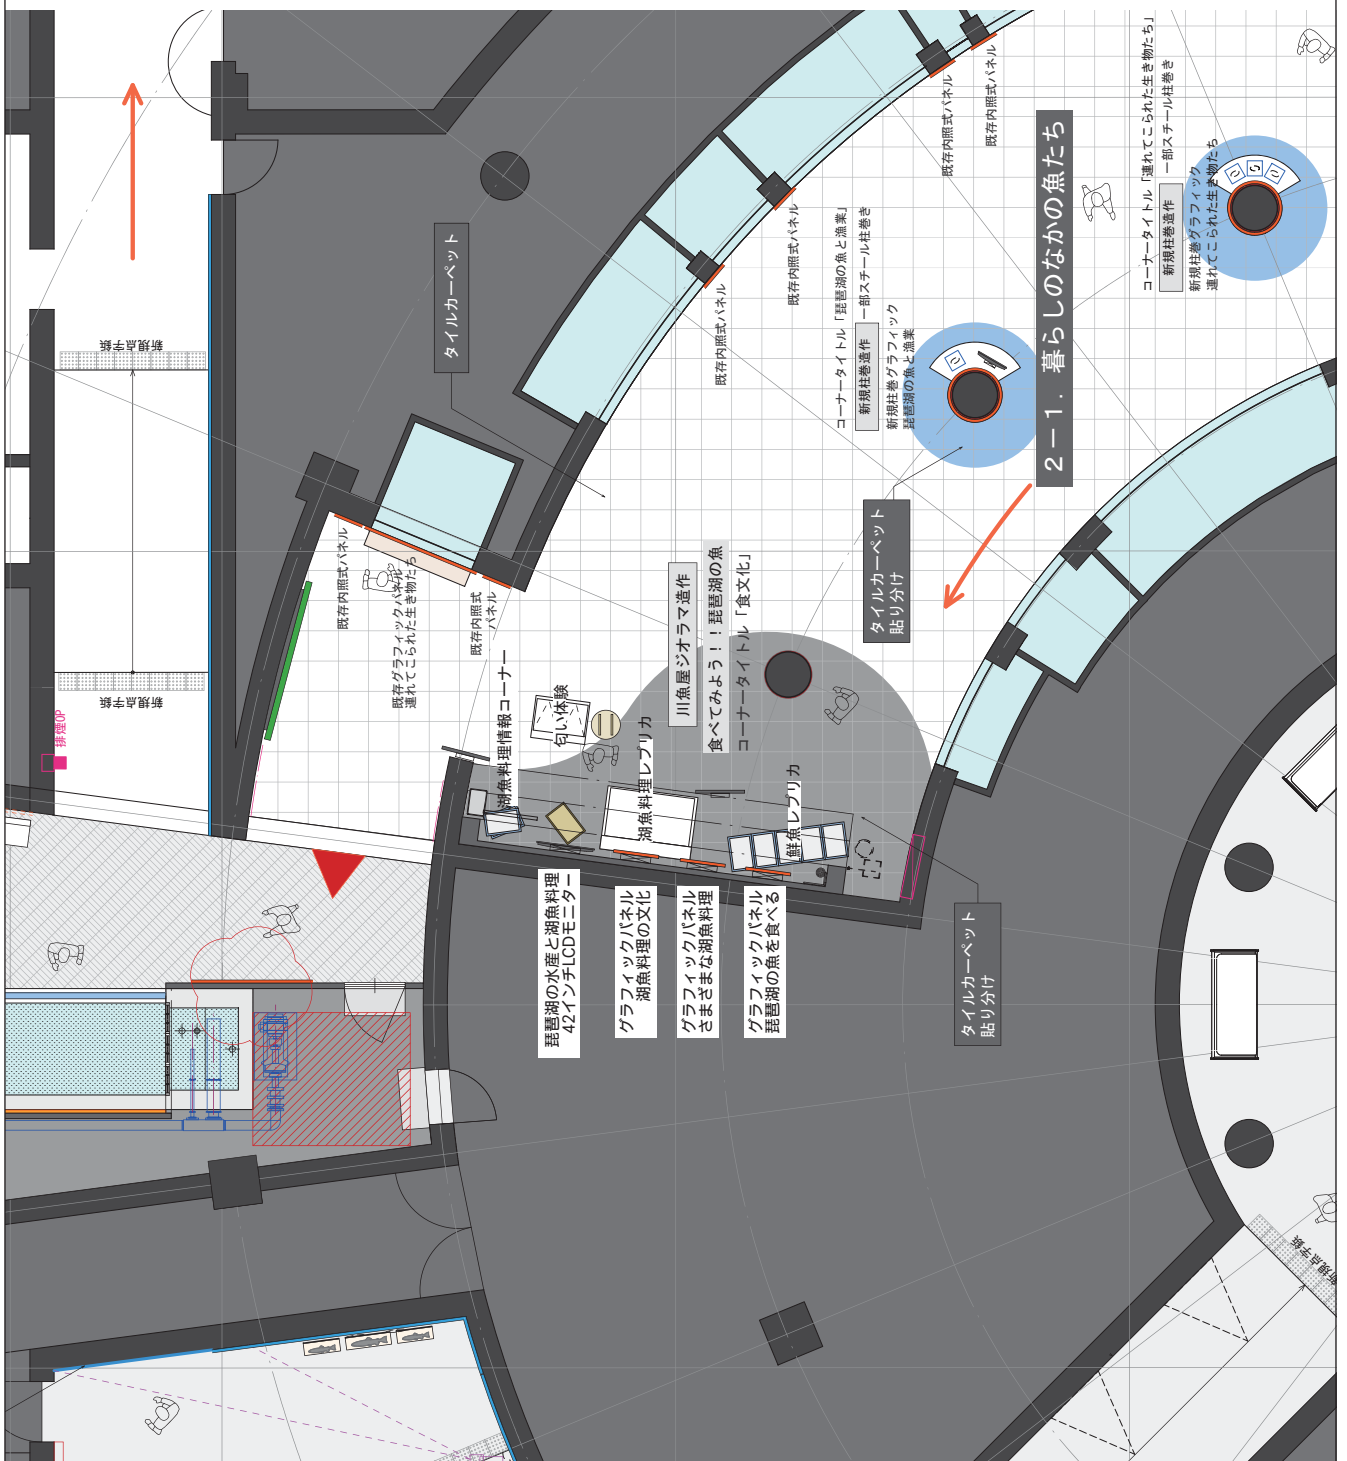 コーナータイトル「連れてこられた生き物たち」
新規柱巻造作
一部スチール柱巻き
新規柱巻グラフィック
連れてこられた生き物たち
既存内照式パネル
既存内照式パネル
既存内照式パネル
既存内照式パネル
2－1．暮らしのなかの魚たち
コーナータイトル「琵琶湖の魚と漁業」
新規柱巻造作
一部スチール柱巻き
新規柱巻グラフィック
琵琶湖の魚と漁業
タイルカーペット
新規点字鋲
新規点字鋲
排煙OP
既存内照式パネル
既存グラフィックパネル
連れてこられた生き物たち
既存内照式
パネル
タイルカーペット
貼り分け
川魚屋ジオラマ造作
食べてみよう！！琵琶湖の魚
コーナータイトル「食文化」
湖魚料理情報コーナー
匂い体験
湖魚料理レプリカ
鮮魚レプリカ
琵琶湖の水産と湖魚料理
42インチLCDモニター
グラフィックパネル
湖魚料理の文化
グラフィックパネル
さまざまな湖魚料理
グラフィックパネル
琵琶湖の魚を食べる
タイルカーペット
貼り分け
新規点字鋲